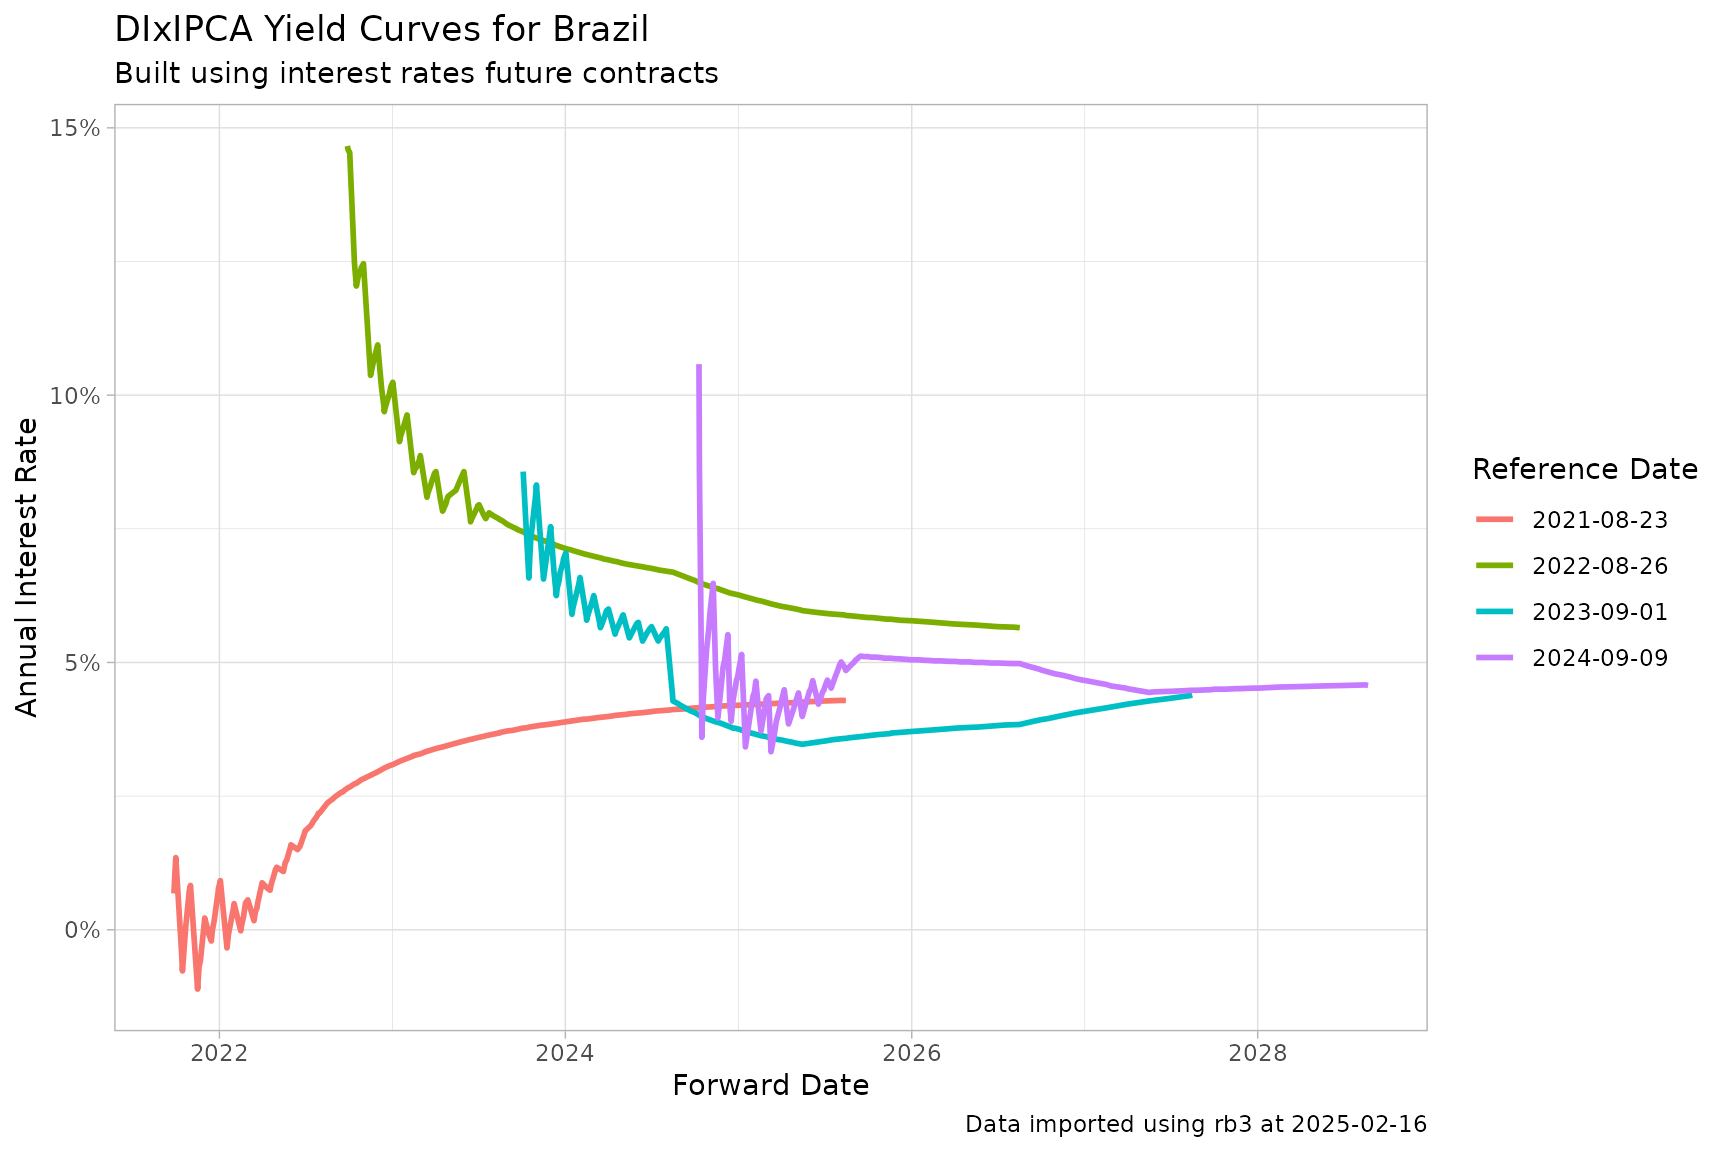 DIxIPCA Yield Curves for Brazil
Built using interest rates future contracts
15%
10%
5%
0%
Annual Interest Rate
2022
2024
2026
2028
Forward Date
Reference Date
2021-08-23
2022-08-26
2023-09-01
2024-09-09
Data imported using rb3 at 2025-02-16